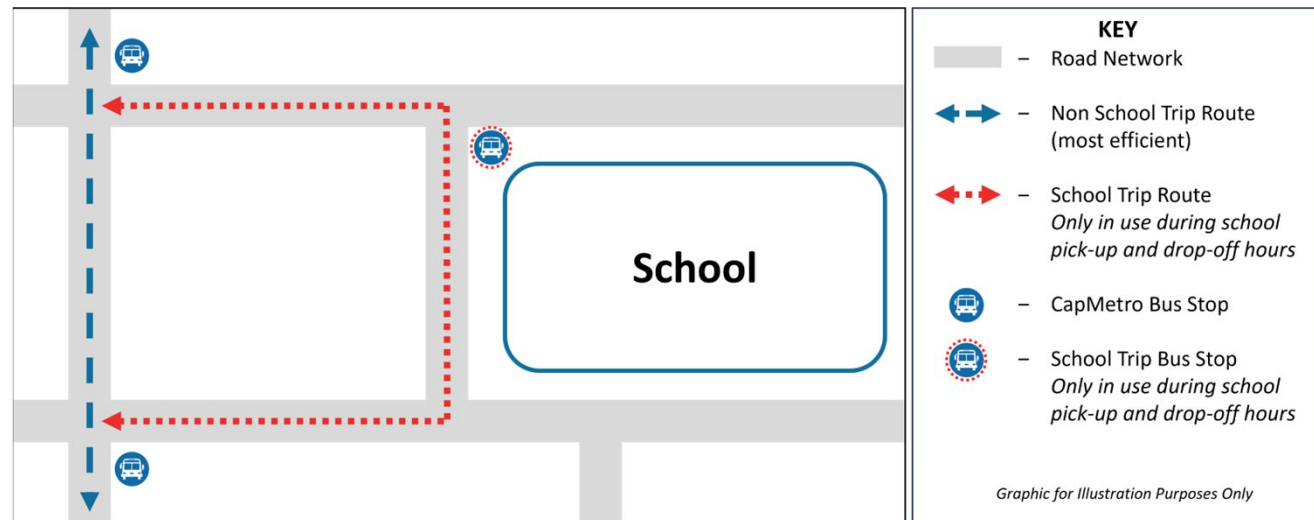 School
KEY
– Road Network
– Non School Trip Route
(most efficient)
– School Trip Route
Only in use during school
pick-up and drop-off hours
– CapMetro Bus Stop
– School Trip Bus Stop
Only in use during school
pick-up and drop-off hours
Graphic for Illustration Purposes Only